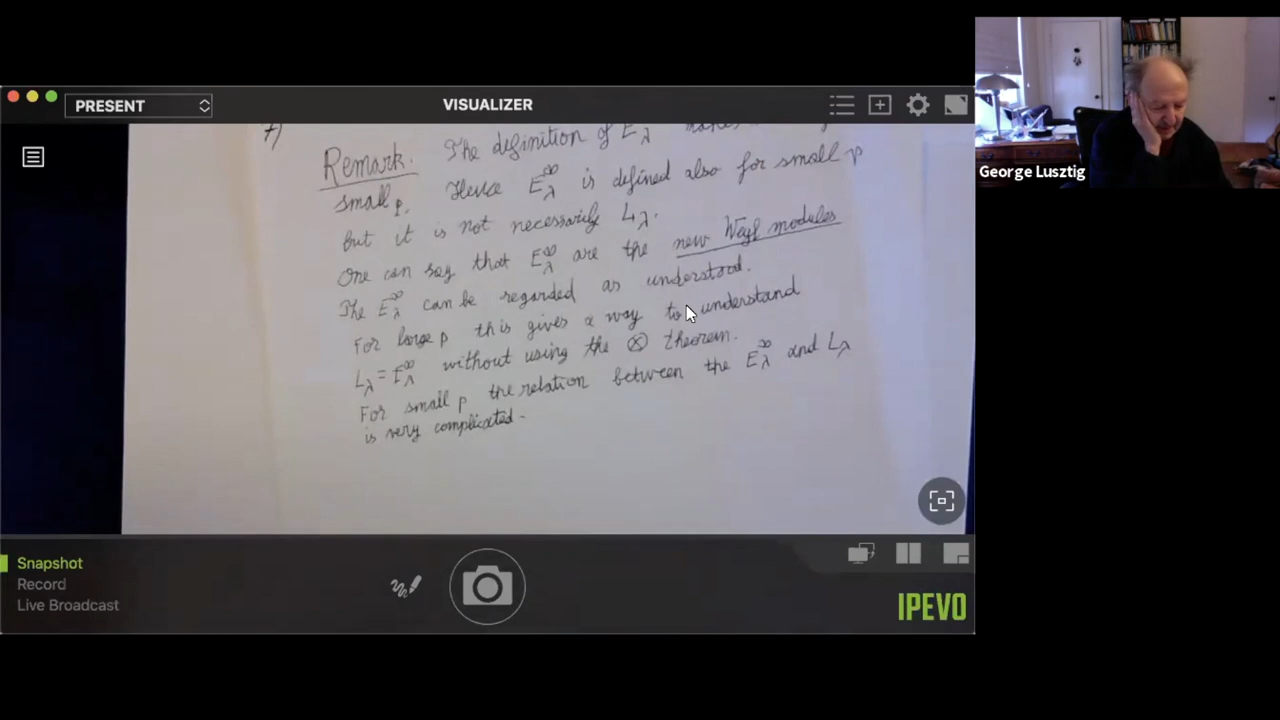 PRESENT
VISUALIZER
7)
Remark. The definition of E_λ
small p. Hence E_λ^∞ is defined also for small p
but it is not necessarily L_λ.
One can say that E_λ^∞ are the new Weyl modules
The E_λ^∞ can be regarded as understood.
For large p this gives a way to understand
L_λ = E_λ^∞ without using the ⊗ theorem.
For small p the relation between the E_λ^∞ and L_λ
is very complicated -
Snapshot
Record
Live Broadcast
IPEVO
George Lusztig